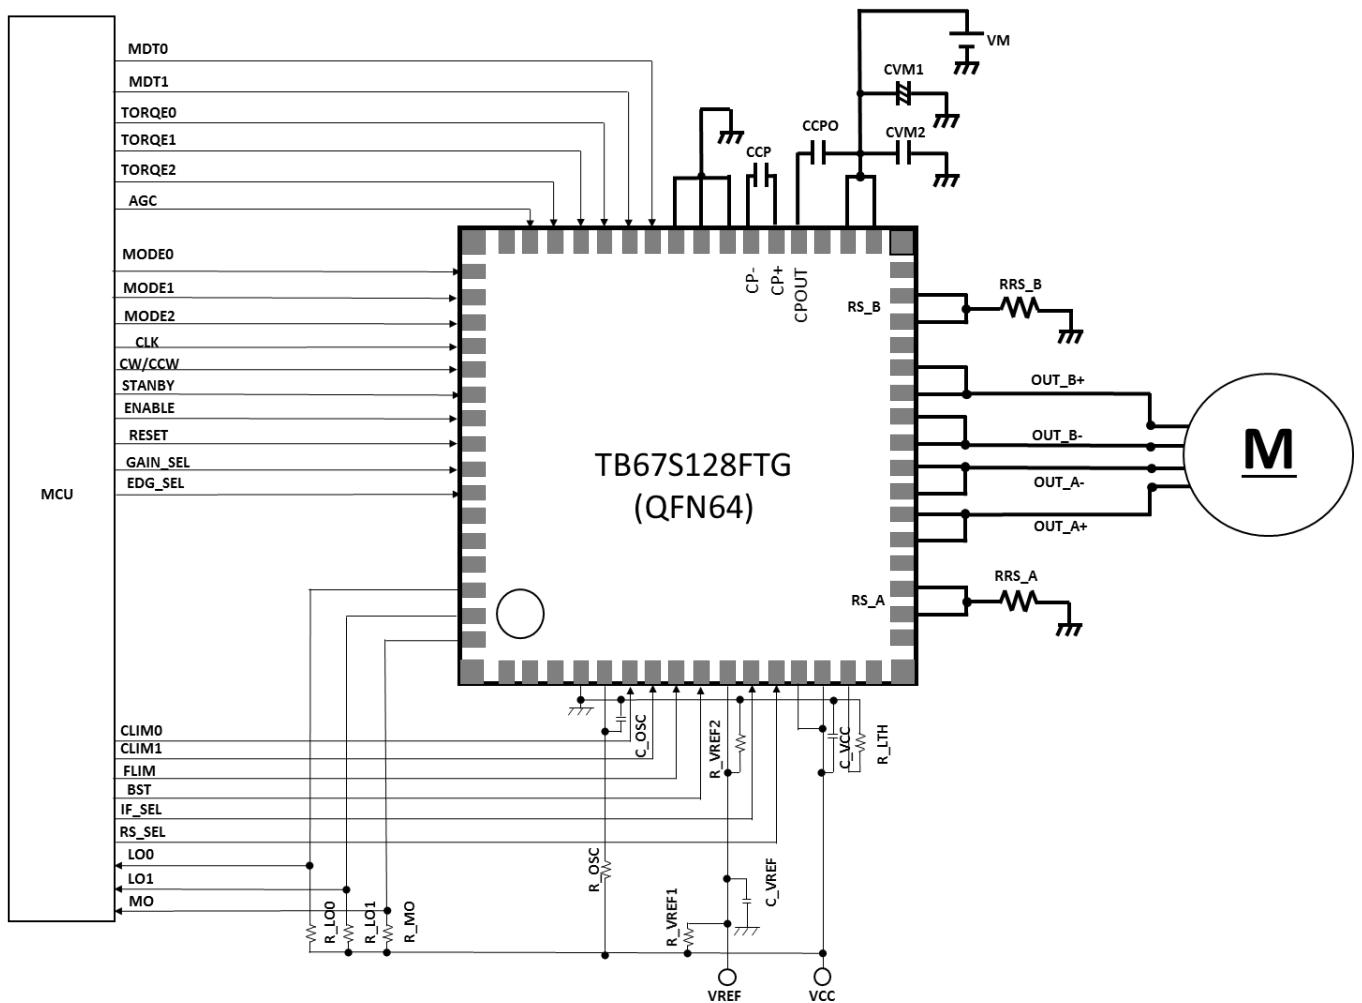 MDT0
MDT1
TORQE0
TORQE1
TORQE2
AGC
MODE0
MODE1
MODE2
CLK
CW/CCW
STANBY
ENABLE
RESET
GAIN_SEL
EDG_SEL
MCU
CLIM0
CLIM1
FLIM
BST
IF_SEL
RS_SEL
LO0
LO1
MO
VM
CVM1
CVM2
CCPO
CCP
CP-
CP+
CPOUT
RS_B
RRS_B
OUT_B+
OUT_B-
OUT_A-
OUT_A+
M
TB67S128FTG
(QFN64)
RS_A
RRS_A
C_OSC
R_VREF2
C_VCC
R_LTH
R_OSC
C_VREF
R_VREF1
R_LO0
R_LO1
R_MO
VREF
VCC